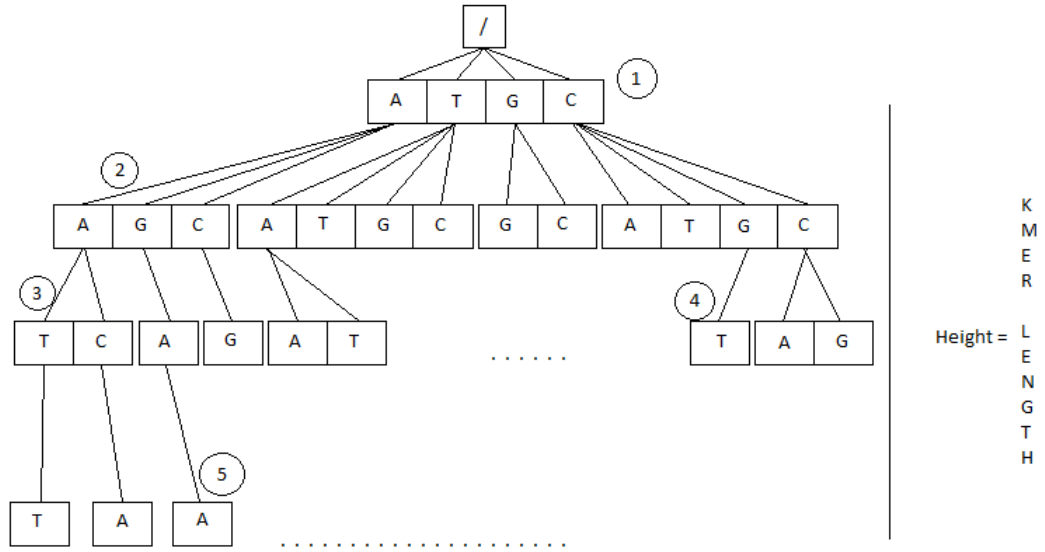 /
1
A T G C
2
A G C A T G C G C A T G C
3
4
T C A G A T . . . . . . T A G
5
T A A
. . . . . . . . . . . . . . . . . . . . .
Height =
K
M
E
R
L
E
N
G
T
H